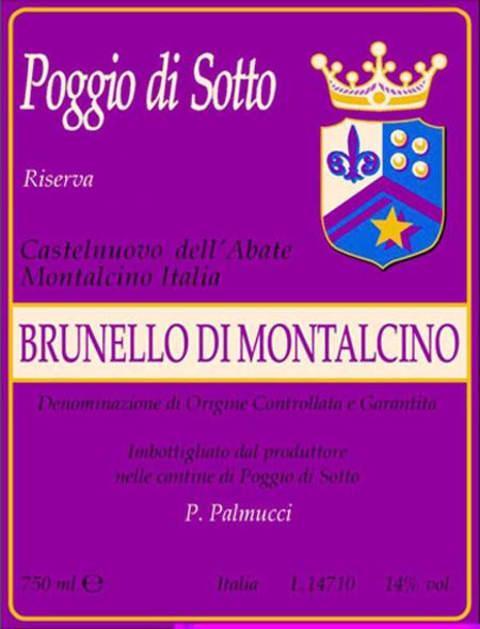 Poggio di Sotto
Riserva
Castelnuovo dell'Abate
Montalcino Italia
BRUNELLO DI MONTALCINO
Denominazione di Origine Controllata e Garantita
Imbottigliato dal produttore
nelle cantine di Poggio di Sotto
P. Palmucci
750 ml ℮ Italia L.14710 14% vol.